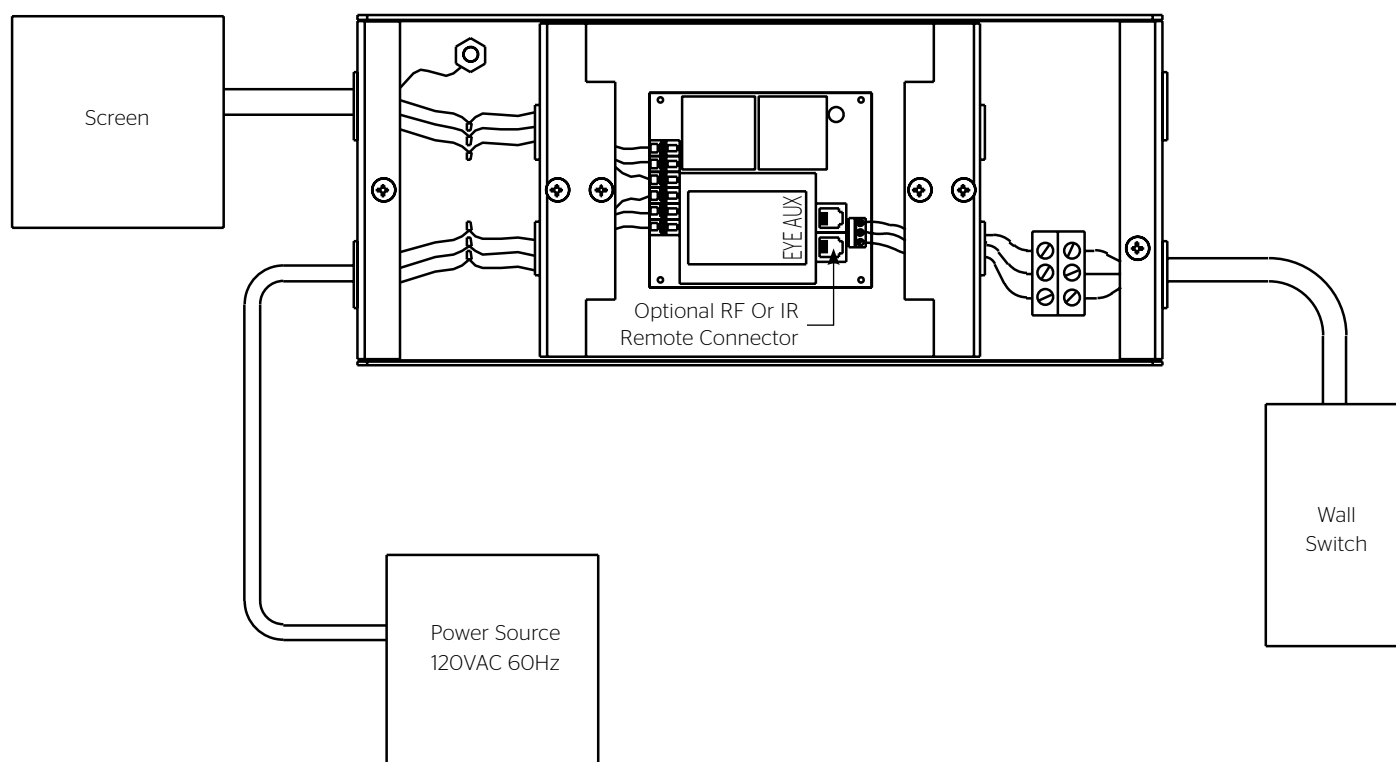 Screen
EYE AUX
Optional RF Or IR
Remote Connector
Wall
Switch
Power Source
120VAC 60Hz